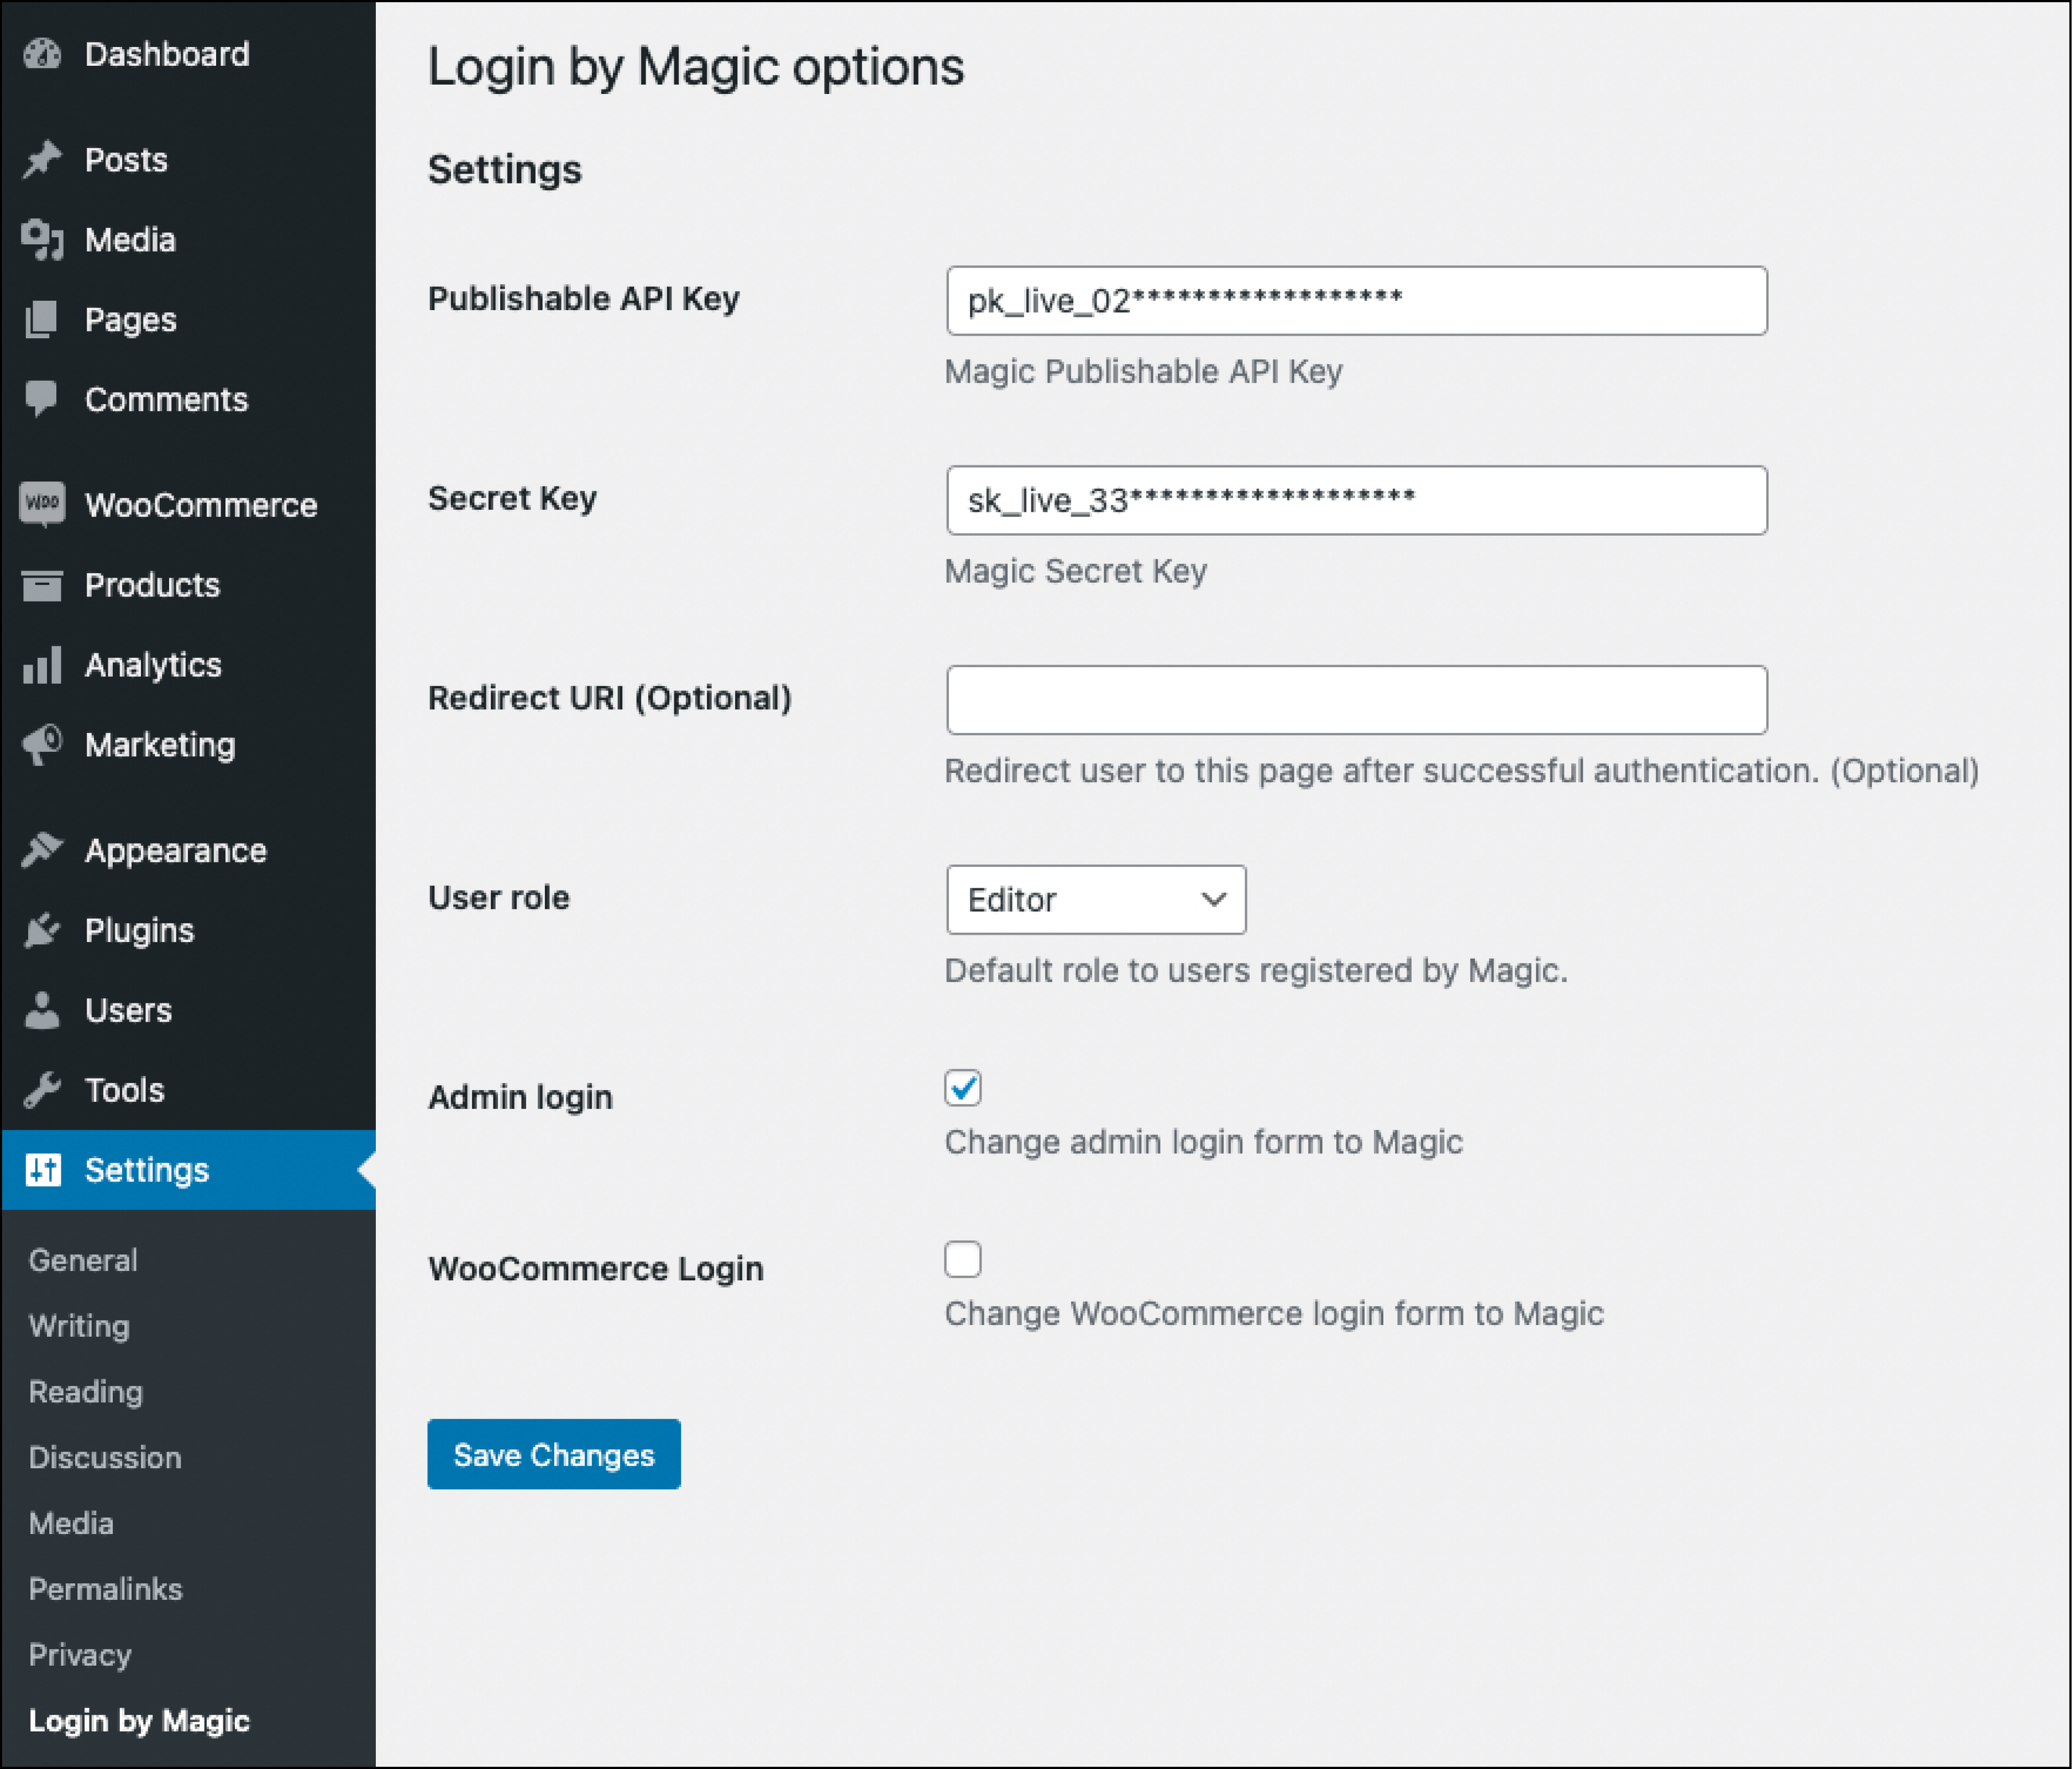 Dashboard
Posts
Media
Pages
Comments
Woo WooCommerce
Products
Analytics
Marketing
Appearance
Plugins
Users
Tools
Settings
General
Writing
Reading
Discussion
Media
Permalinks
Privacy
Login by Magic
Login by Magic options
Settings
Publishable API Key
pk_live_02******************
Magic Publishable API Key
Secret Key
sk_live_33*******************
Magic Secret Key
Redirect URI (Optional)
Redirect user to this page after successful authentication. (Optional)
User role
Editor
Default role to users registered by Magic.
Admin login
Change admin login form to Magic
WooCommerce Login
Change WooCommerce login form to Magic
Save Changes